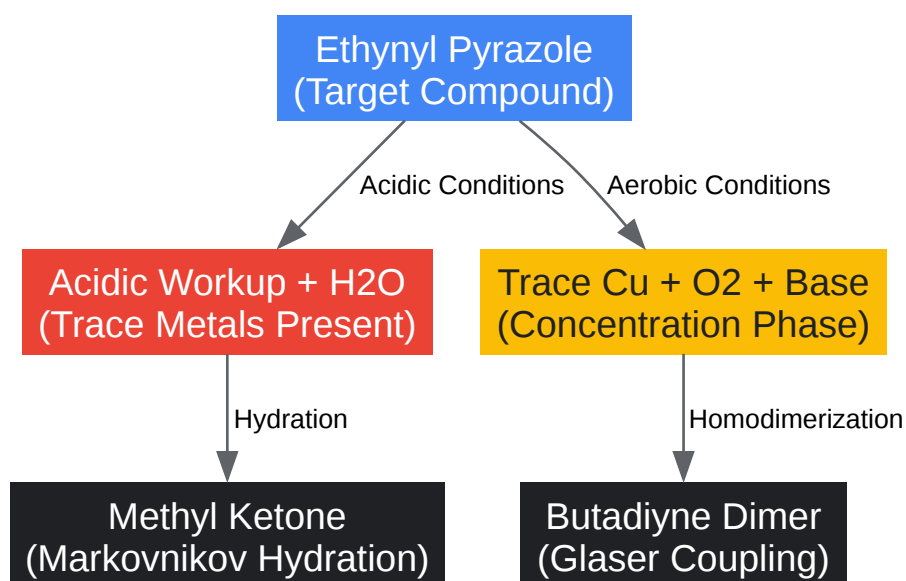 Ethynyl Pyrazole
(Target Compound)
Acidic Conditions
Aerobic Conditions
Acidic Workup + H2O
(Trace Metals Present)
Trace Cu + O2 + Base
(Concentration Phase)
Hydration
Homodimerization
Methyl Ketone
(Markovnikov Hydration)
Butadiyne Dimer
(Glaser Coupling)